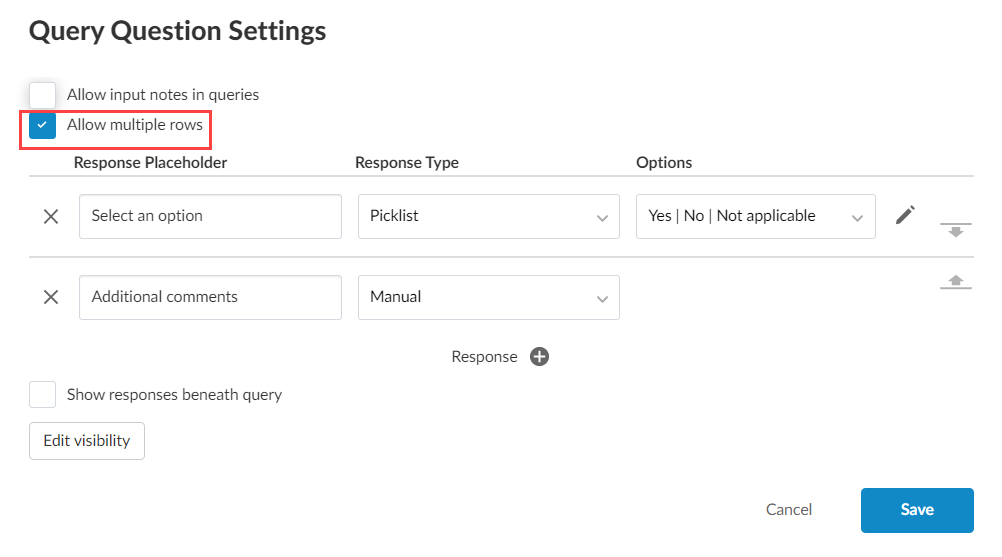 Query Question Settings
Allow input notes in queries
Allow multiple rows
Response Placeholder Response Type Options
Select an option Picklist Yes | No | Not applicable
Additional comments Manual
Response
Show responses beneath query
Edit visibility
Cancel Save